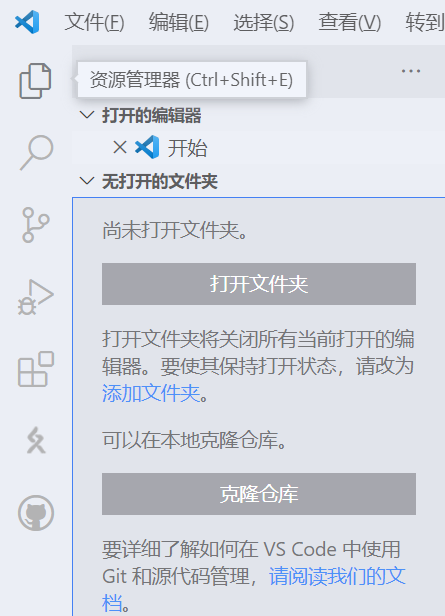 文件(F) 编辑(E) 选择(S) 查看(V) 转到
资源管理器 (Ctrl+Shift+E)
打开的编辑器
开始
无打开的文件夹
尚未打开文件夹。
打开文件夹
打开文件夹将关闭所有当前打开的编
辑器。要使其保持打开状态，请改为
添加文件夹。
可以在本地克隆仓库。
克隆仓库
要详细了解如何在 VS Code 中使用
Git 和源代码管理，请阅读我们的文
档。